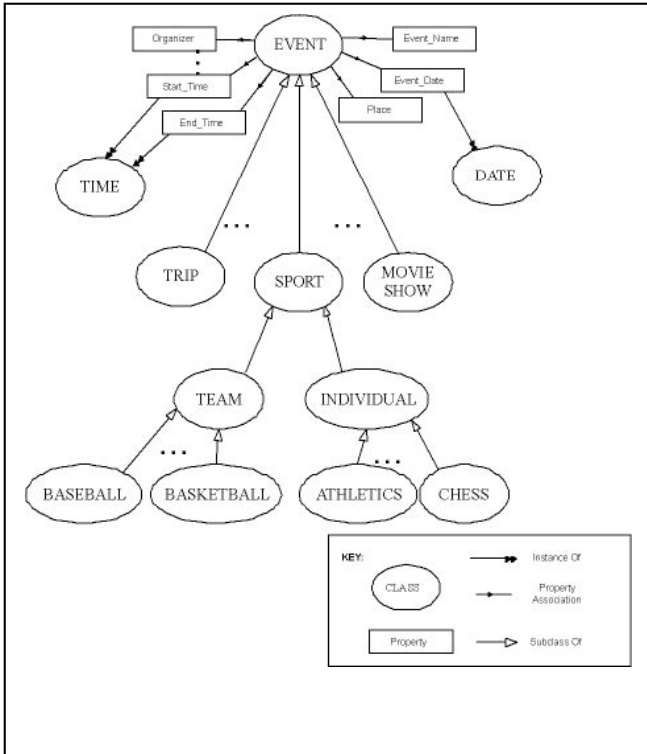 Organizer
EVENT
Event_Name
Start_Time
Event_Date
Place
End_Time
TIME
DATE
... ...
TRIP
SPORT
MOVIE
SHOW
TEAM
INDIVIDUAL
... ...
BASEBALL
BASKETBALL
ATHLETICS
CHESS
KEY:
CLASS
Instance Of
Property
Association
Property
Subclass Of